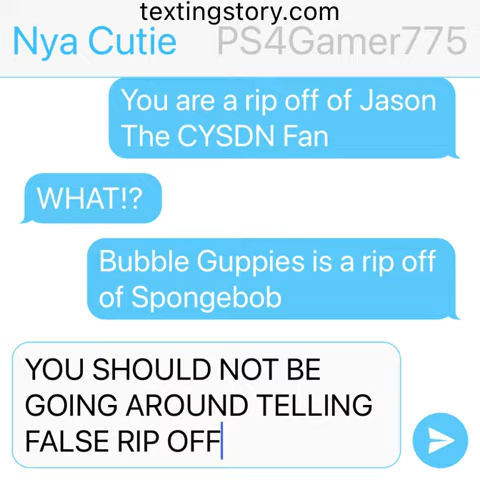 textingstory.com
Nya Cutie PS4Gamer775
You are a rip off of Jason
The CYSDN Fan
WHAT!?
Bubble Guppies is a rip off
of Spongebob
YOU SHOULD NOT BE
GOING AROUND TELLING
FALSE RIP OFF